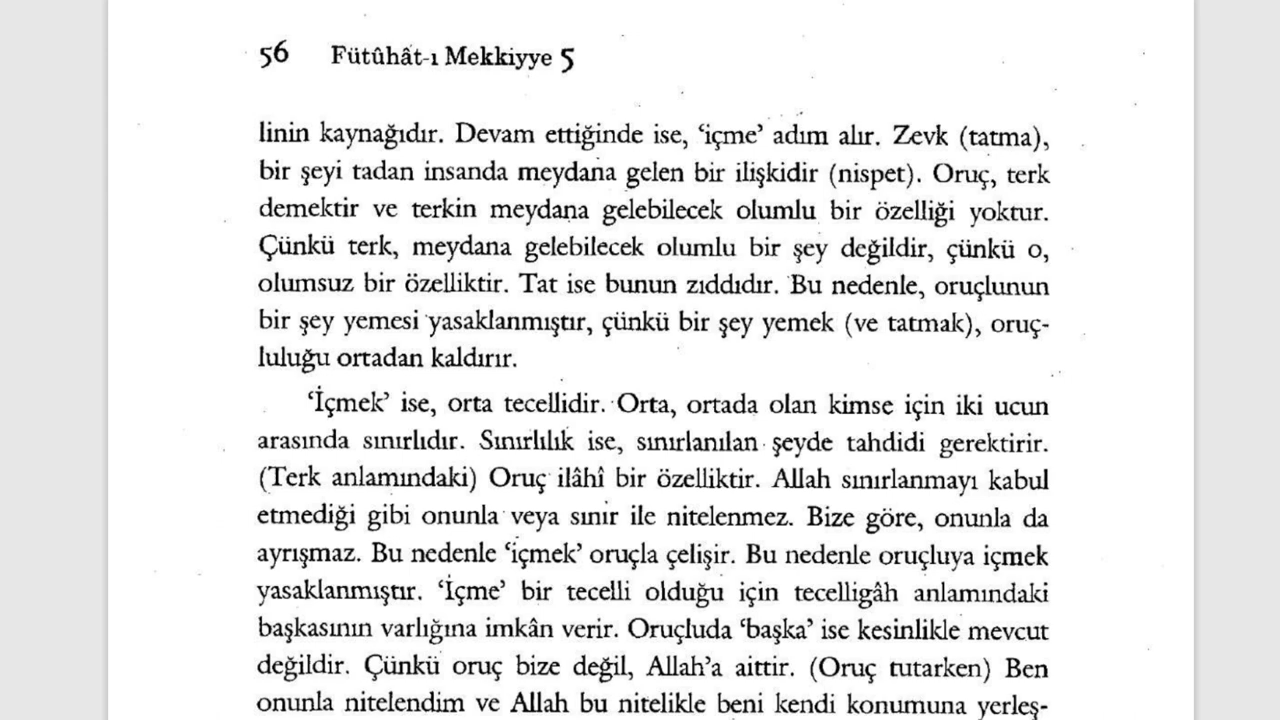 56 Fütûhât-ı Mekkiyye 5
linin kaynağıdır. Devam ettiğinde ise, ‘içme’ adım alır. Zevk (tatma),
bir şeyi tadan insanda meydana gelen bir ilişkidir (nispet). Oruç, terk
demektir ve terkin meydana gelebilecek olumlu bir özelliği yoktur.
Çünkü terk, meydana gelebilecek olumlu bir şey değildir, çünkü o,
olumsuz bir özelliktir. Tat ise bunun zıddıdır. Bu nedenle, oruçlunun
bir şey yemesi yasaklanmıştır, çünkü bir şey yemek (ve tatmak), oruç-
luluğu ortadan kaldırır.
‘İçmek’ ise, orta tecellidir. Orta, ortada olan kimse için iki ucun
arasında sınırlıdır. Sınırlılık ise, sınırlanılan şeyde tahdidi gerektirir.
(Terk anlamındaki) Oruç ilâhî bir özelliktir. Allah sınırlanmayı kabul
etmediği gibi onunla veya sınır ile nitelenmez. Bize göre, onunla da
ayrışmaz. Bu nedenle ‘içmek’ oruçla çelişir. Bu nedenle oruçluya içmek
yasaklanmıştır. ‘İçme’ bir tecelli olduğu için tecelligâh anlamındaki
başkasının varlığına imkân verir. Oruçluda ‘başka’ ise kesinlikle mevcut
değildir. Çünkü oruç bize değil, Allah’a aittir. (Oruç tutarken) Ben
onunla nitelendim ve Allah bu nitelikle beni kendi konumuna yerleş-